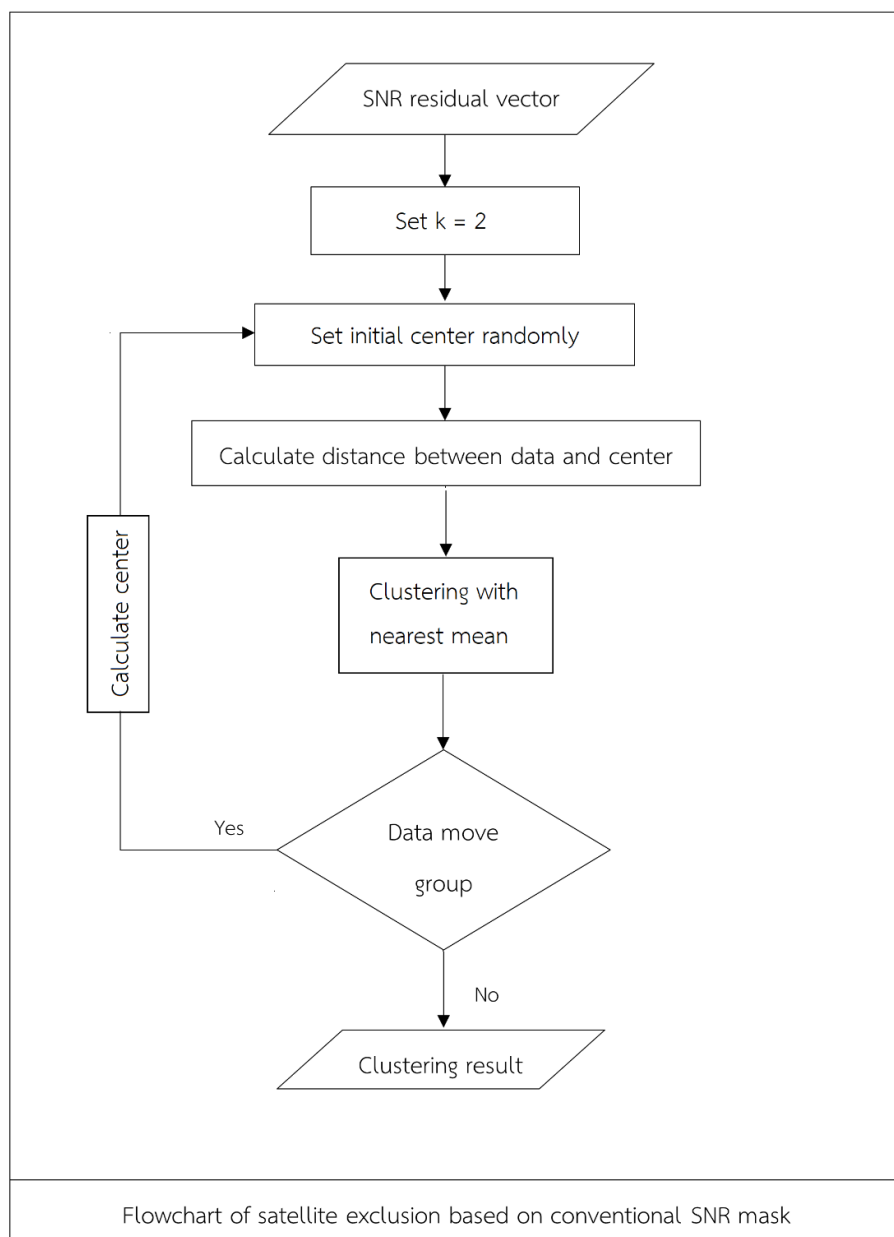 SNR residual vector
Set k = 2
Set initial center randomly
Calculate distance between data and center
Clustering with
nearest mean
Calculate center
Data move
group
Yes
No
Clustering result
Flowchart of satellite exclusion based on conventional SNR mask